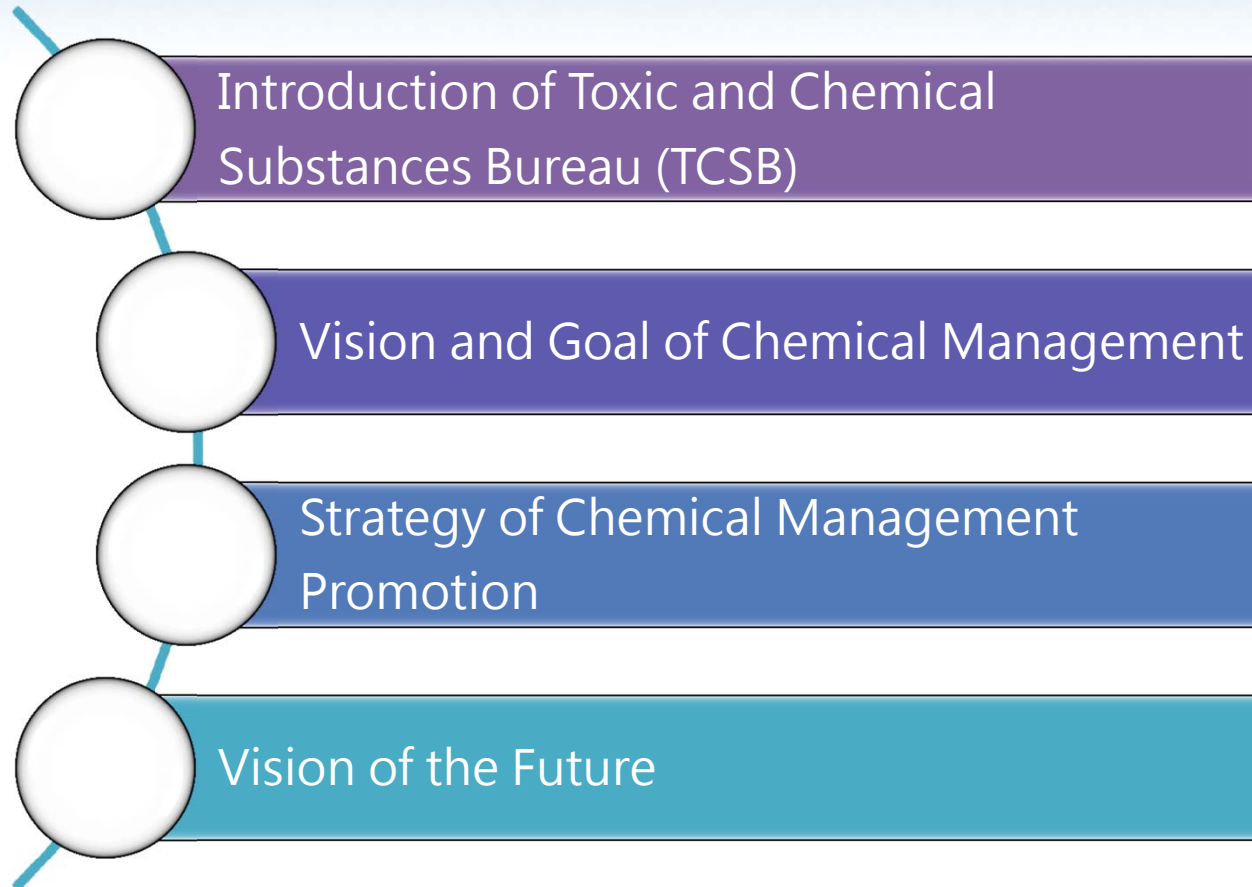 Introduction of Toxic and Chemical
Substances Bureau (TCSB)
Vision and Goal of Chemical Management
Strategy of Chemical Management
Promotion
Vision of the Future